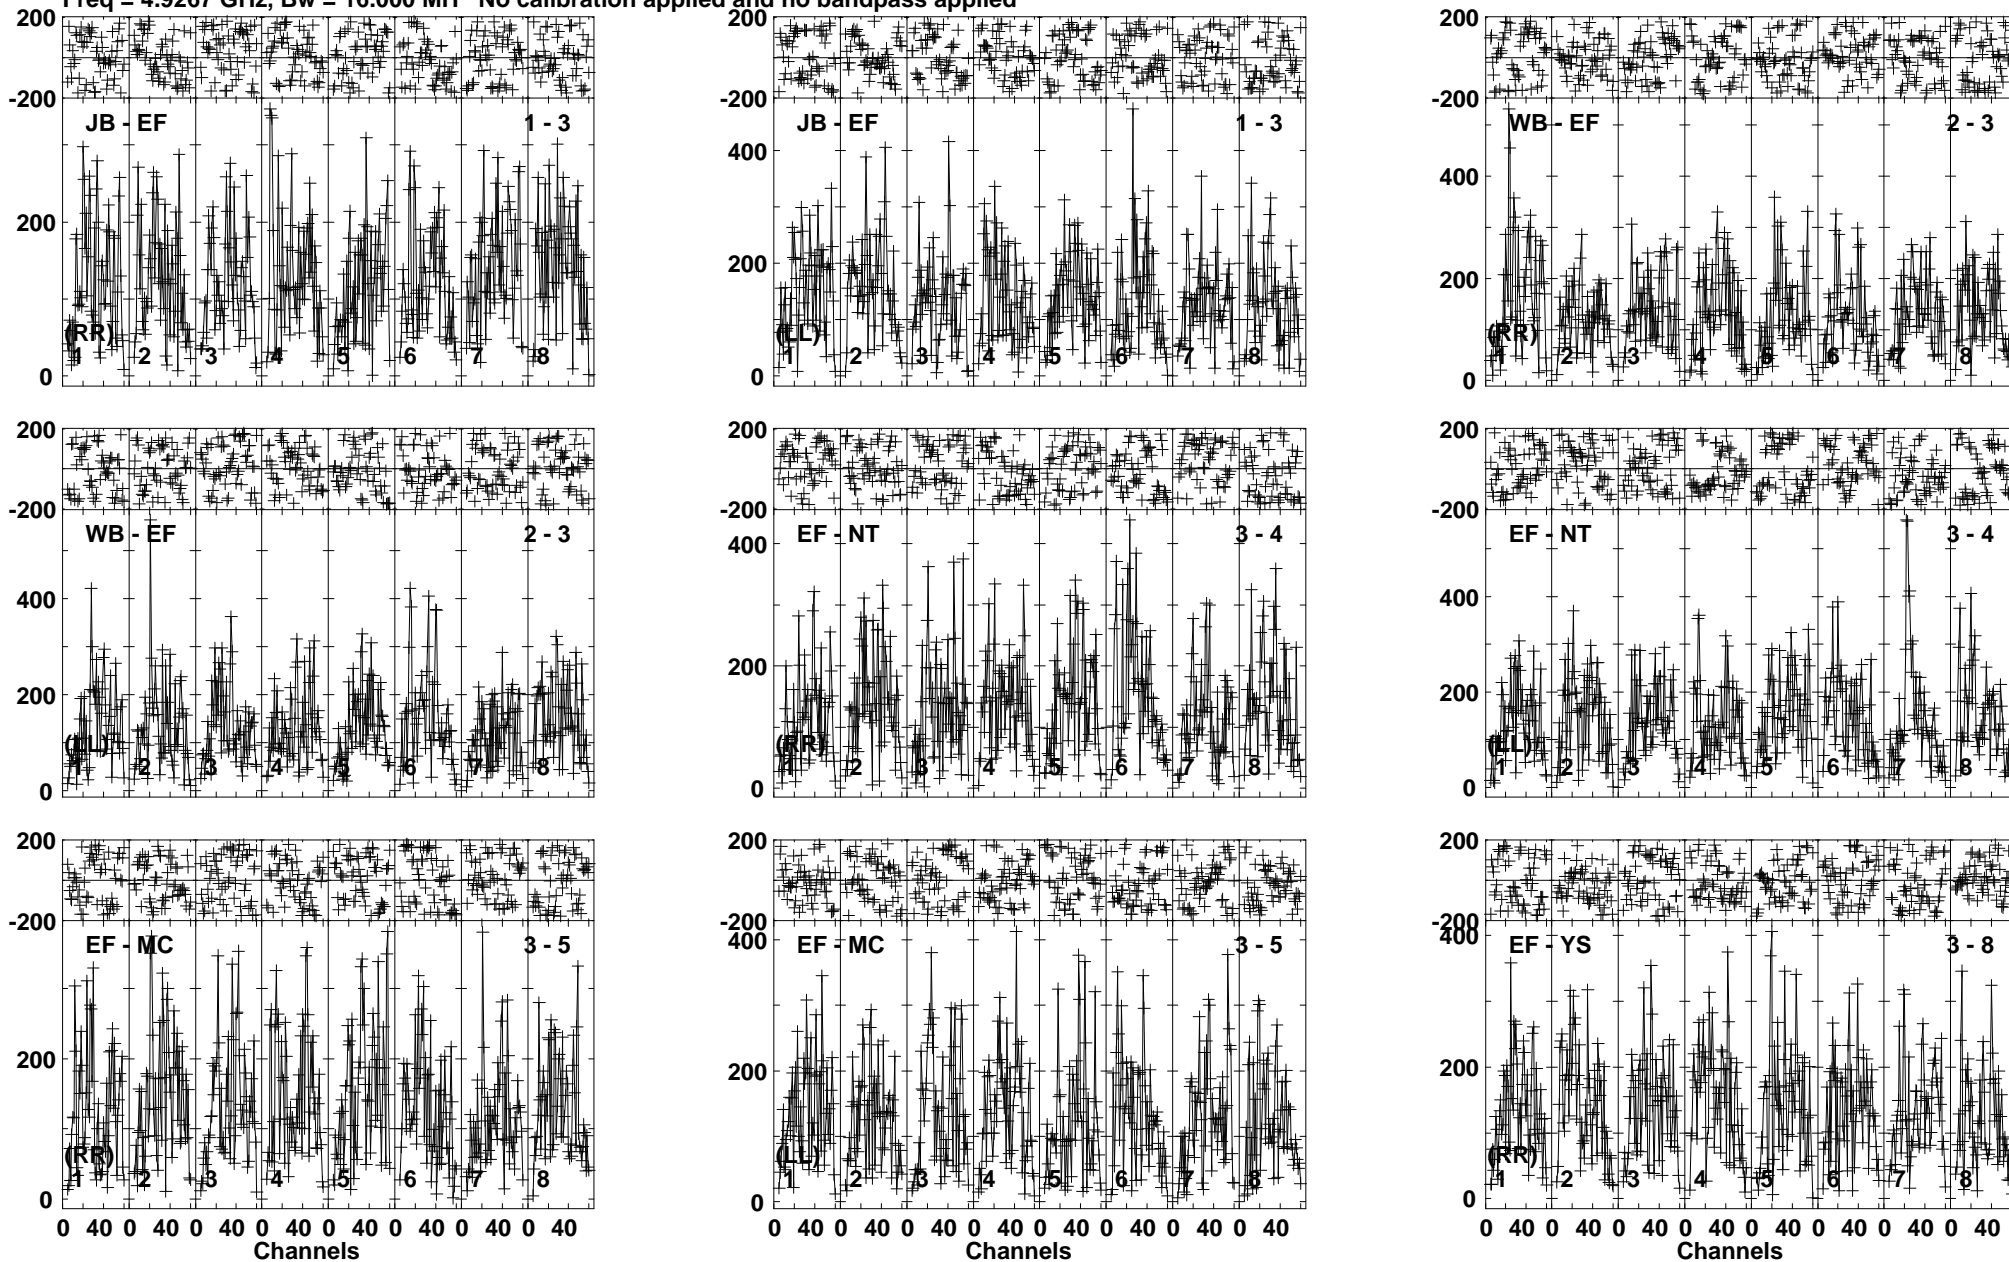 Freq = 4.9267 GHz, Bw = 16.000 MH No calibration applied and no bandpass applied
200 200 200
-200 -200 -200
JB - EF 1 - 3 JB - EF 1 - 3 WB - EF 2 - 3
400 400
200 200 200
(RR) (LL) (RR)
1 2 3 4 5 6 7 8 1 2 3 4 5 6 7 8 1 2 3 4 5 6 7 8
0 0 0
200 200 200
-200 -200 -200
WB - EF 2 - 3 EF - NT 3 - 4 EF - NT 3 - 4
400 400 400
200 200 200
(LL) (RR) (LL)
1 2 3 4 5 6 7 8 1 2 3 4 5 6 7 8 1 2 3 4 5 6 7 8
0 0 0
200 200 200
-200 -200 -200
EF - MC 3 - 5 EF - MC 3 - 5 EF - YS 3 - 8
400 400
200 200 200
(RR) (LL) (RR)
1 2 3 4 5 6 7 8 1 2 3 4 5 6 7 8 1 2 3 4 5 6 7 8
0 0 0
0 40 0 40 0 40 0 40 0 40 0 40 0 40 0 40 0 40 0 40 0 40 0 40 0 40 0 40 0 40 0 40 0 40 0 40 0 40 0 40 0 40 0 40 0 40 0 40
Channels Channels Channels